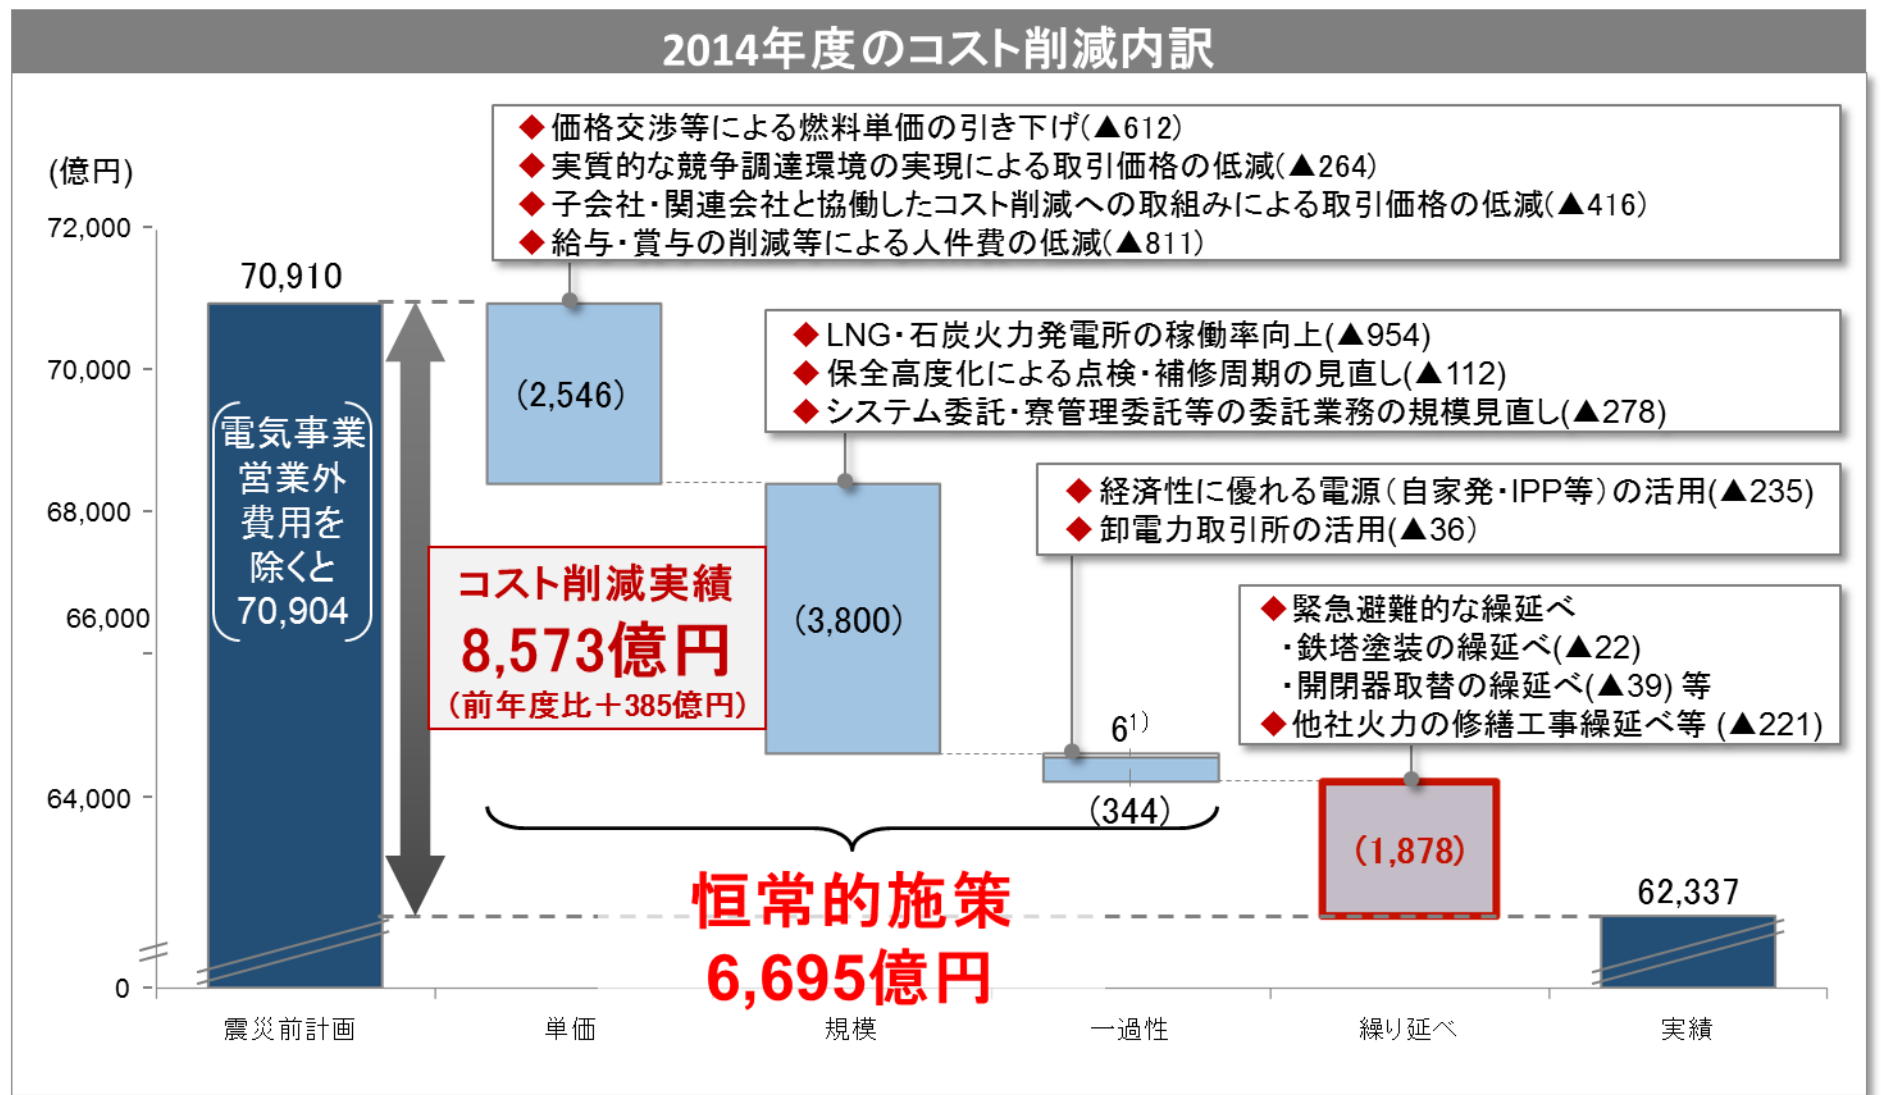 2014年度のコスト削減内訳
◆価格交渉等による燃料単価の引き下げ(▲612)
◆実質的な競争調達環境の実現による取引価格の低減(▲264)
◆子会社・関連会社と協働したコスト削減への取組みによる取引価格の低減(▲416)
◆給与・賞与の削減等による人件費の低減(▲811)
(億円)
72,000
70,000
68,000
66,000
64,000
0
70,910
電気事業
営業外
費用を
除くと
70,904
(2,546)
◆LNG・石炭火力発電所の稼働率向上(▲954)
◆保全高度化による点検・補修周期の見直し(▲112)
◆システム委託・寮管理委託等の委託業務の規模見直し(▲278)
(3,800)
◆経済性に優れる電源(自家発・IPP等)の活用(▲235)
◆卸電力取引所の活用(▲36)
コスト削減実績
8,573億円
(前年度比＋385億円)
◆緊急避難的な繰延べ
・鉄塔塗装の繰延べ(▲22)
・開閉器取替の繰延べ(▲39) 等
◆他社火力の修繕工事繰延べ等 (▲221)
6¹⁾
(344)
(1,878)
62,337
恒常的施策
6,695億円
震災前計画
単価
規模
一過性
繰り延べ
実績